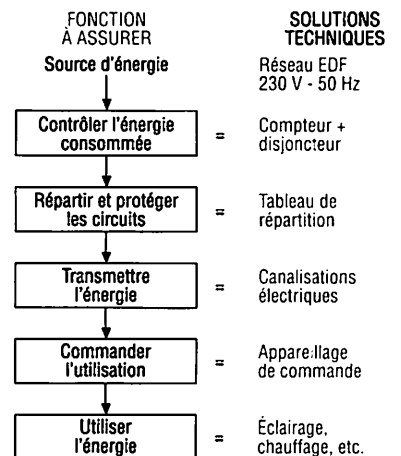 FONCTION
À ASSURER
SOLUTIONS
TECHNIQUES
Source d'énergie
Réseau EDF
230 V - 50 Hz
Contrôler l'énergie
consommée
=
Compteur +
disjoncteur
Répartir et protéger
les circuits
=
Tableau de
répartition
Transmettre
l'énergie
=
Canalisations
électriques
Commander
l'utilisation
=
Appareillage
de commande
Utiliser
l'énergie
=
Éclairage,
chauffage, etc.